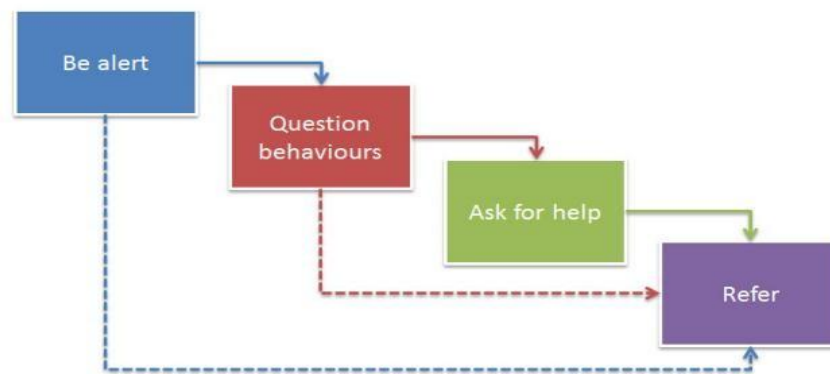 Be alert
Question
behaviours
Ask for help
Refer